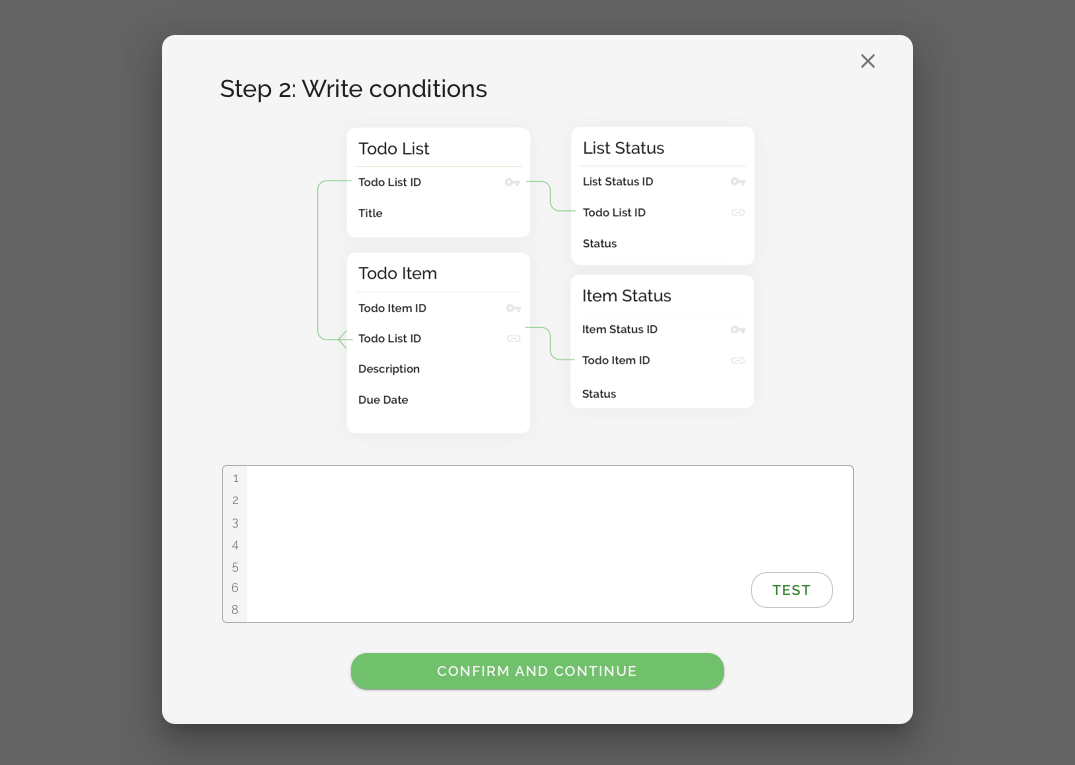 Step 2: Write conditions
Todo List
Todo List ID
Title
List Status
List Status ID
Todo List ID
Status
Todo Item
Todo Item ID
Todo List ID
Description
Due Date
Item Status
Item Status ID
Todo Item ID
Status
1
2
3
4
5
6
8
TEST
CONFIRM AND CONTINUE